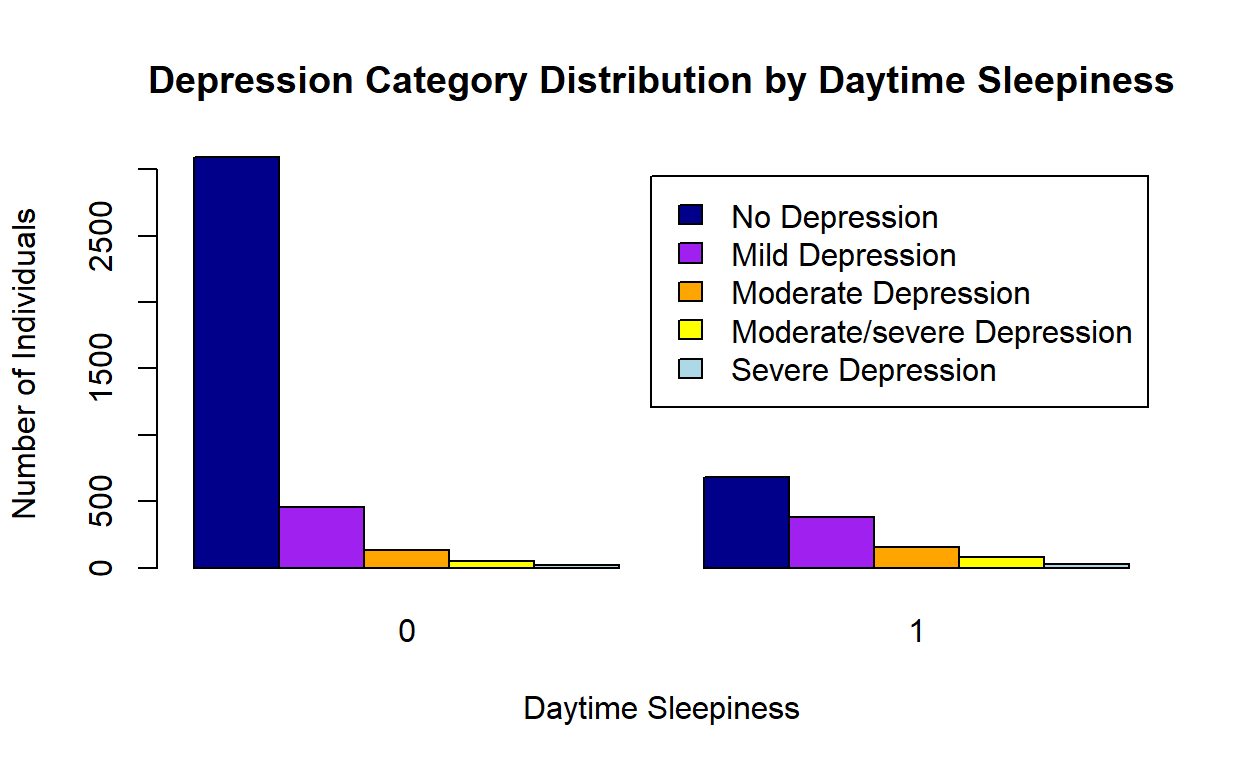 Depression Category Distribution by Daytime Sleepiness
Number of Individuals
2500
1500
500
0
No Depression
Mild Depression
Moderate Depression
Moderate/severe Depression
Severe Depression
0
1
Daytime Sleepiness